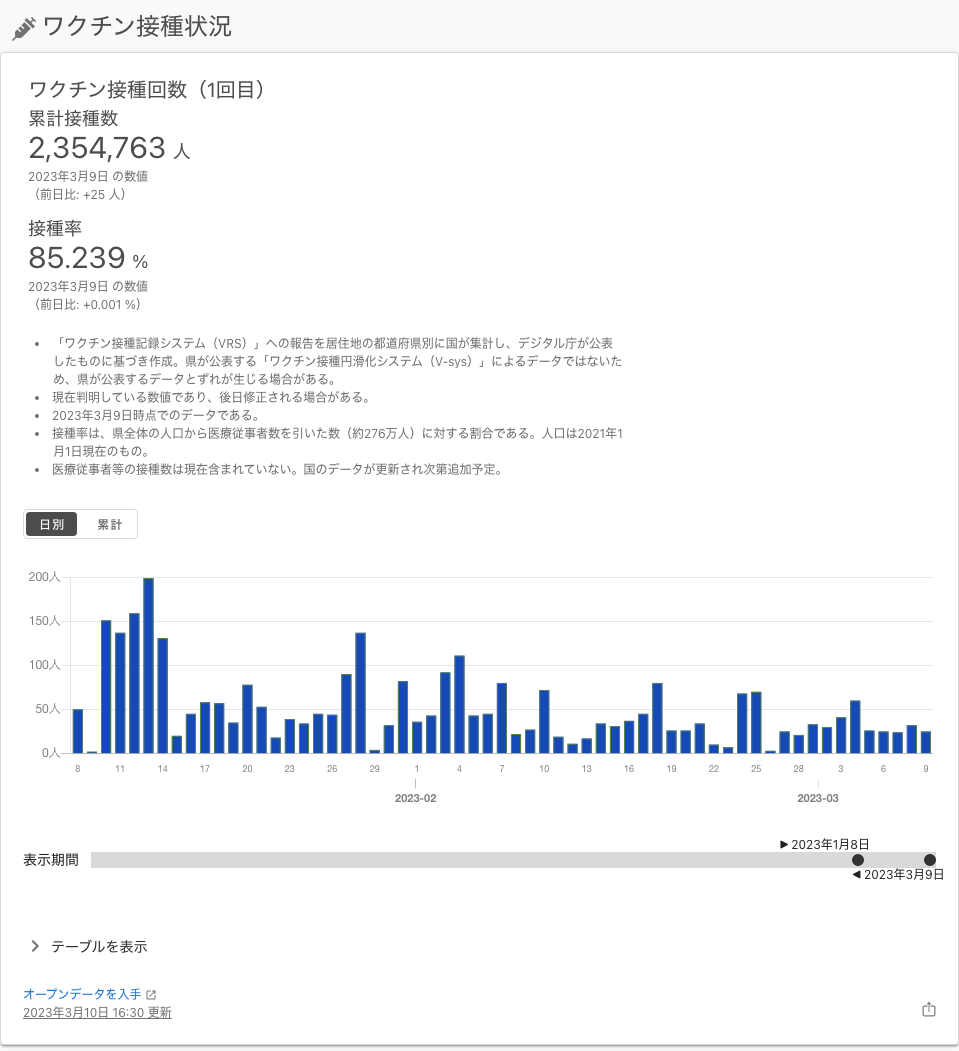 ワクチン接種状況
ワクチン接種回数（1回目）
累計接種数
2,354,763 人
2023年3月9日 の数値
（前日比: +25 人）
接種率
85.239 %
2023年3月9日 の数値
（前日比: +0.001 %）
• 「ワクチン接種記録システム（VRS）」への報告を居住地の都道府県別に国が集計し、デジタル庁が公表
したものに基づき作成。県が公表する「ワクチン接種円滑化システム（V-sys）」によるデータではないた
め、県が公表するデータとずれが生じる場合がある。
• 現在判明している数値であり、後日修正される場合がある。
• 2023年3月9日時点でのデータである。
• 接種率は、県全体の人口から医療従事者数を引いた数（約276万人）に対する割合である。人口は2021年1
月1日現在のもの。
• 医療従事者等の接種数は現在含まれていない。国のデータが更新され次第追加予定。
日別 累計
200人
150人
100人
50人
0人
8 11 14 17 20 23 26 29 1 4 7 10 13 16 19 22 25 28 3 6 9
2023-02 2023-03
▶ 2023年1月8日
表示期間
◀ 2023年3月9日
テーブルを表示
オープンデータを入手
2023年3月10日 16:30 更新